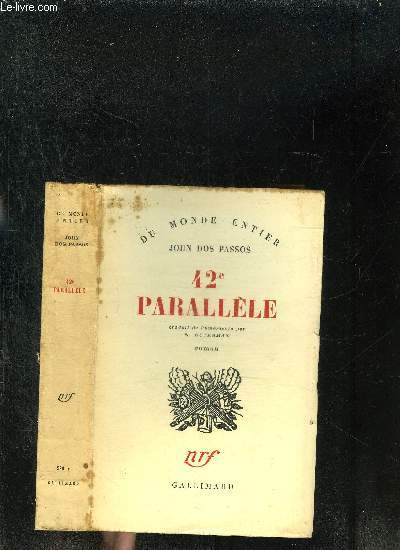 © Le-Livre.com
DU MONDE
ENTIER
JOHN
DOS PASSOS
42e
PARALLÈLE
nrf
GALLIMARD
DU MONDE ENTIER
JOHN DOS PASSOS
42e
PARALLÈLE
ROMAN
nrf
GALLIMARD